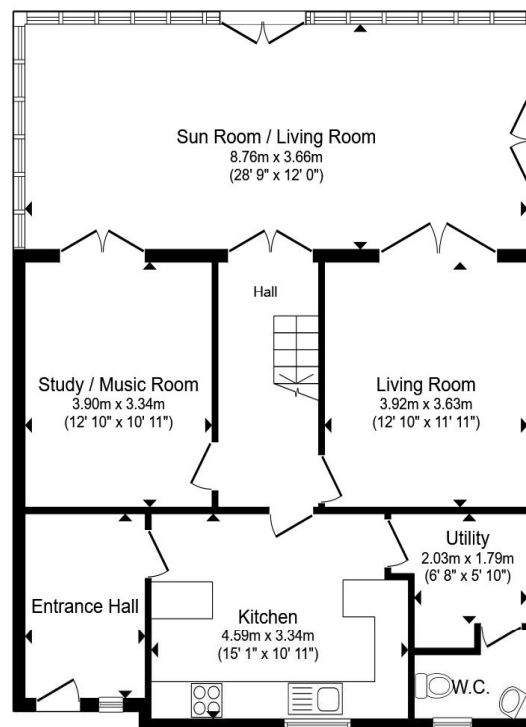 Sun Room / Living Room
8.76m x 3.66m
(28' 9" x 12' 0")
Hall
Study / Music Room
3.90m x 3.34m
(12' 10" x 10' 11")
Living Room
3.92m x 3.63m
(12' 10" x 11' 11")
Entrance Hall
Kitchen
4.59m x 3.34m
(15' 1" x 10' 11")
Utility
2.03m x 1.79m
(6' 8" x 5' 10")
W.C.